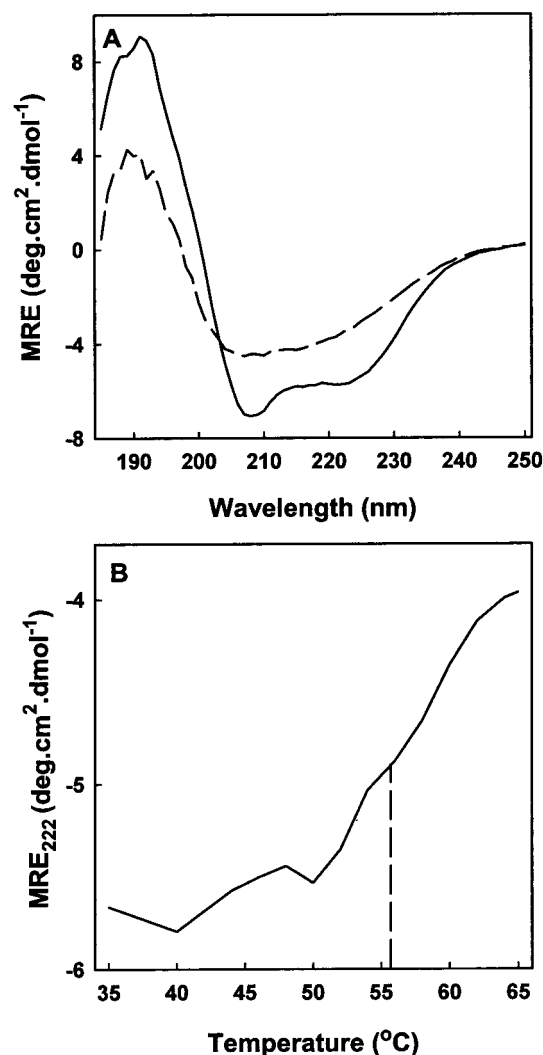 A
8
4
0
-4
-8
MRE (deg.cm².dmol⁻¹)
190 200 210 220 230 240 250
Wavelength (nm)
B
-4
-5
-6
MRE₂₂₂ (deg.cm².dmol⁻¹)
35 40 45 50 55 60 65
Temperature (°C)